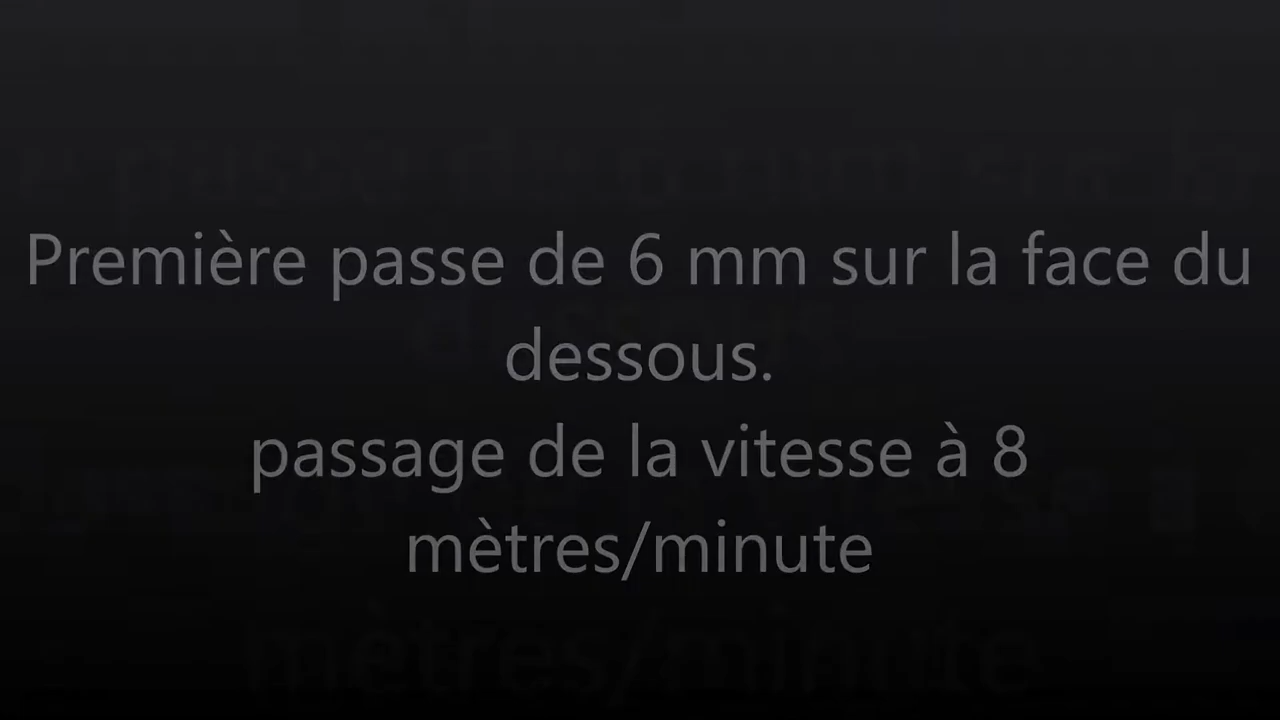 Première passe de 6 mm sur la face du
dessous.
passage de la vitesse à 8
mètres/minute